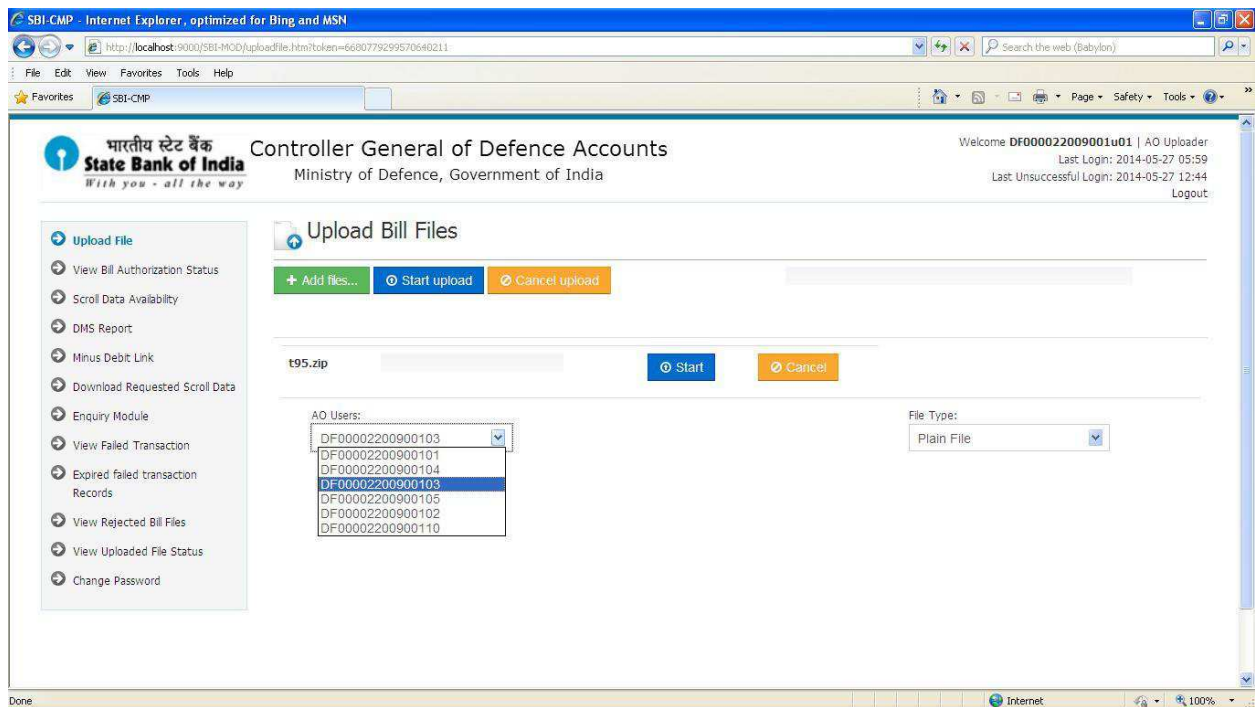 SBI-CMP - Internet Explorer, optimized for Bing and MSN
http://localhost:9000/SBI-MOD/uploadfile.htm?token=6680779299570640211
Search the web (Babylon)
File Edit View Favorites Tools Help
Favorites SBI-CMP Page Safety Tools
भारतीय स्टेट बैंक
State Bank of India
With you - all the way
Controller General of Defence Accounts
Ministry of Defence, Government of India
Welcome DF000022009001u01 | AO Uploader
Last Login: 2014-05-27 05:59
Last Unsuccessful Login: 2014-05-27 12:44
Logout
Upload File
View Bill Authorization Status
Scroll Data Availability
DMS Report
Minus Debit Link
Download Requested Scroll Data
Enquiry Module
View Failed Transaction
Expired failed transaction
Records
View Rejected Bill Files
View Uploaded File Status
Change Password
Upload Bill Files
+ Add files... Start upload Cancel upload
t95.zip Start Cancel
AO Users: File Type:
DF00002200900103 Plain File
DF00002200900101
DF00002200900104
DF00002200900103
DF00002200900105
DF00002200900102
DF00002200900110
Done Internet 100%